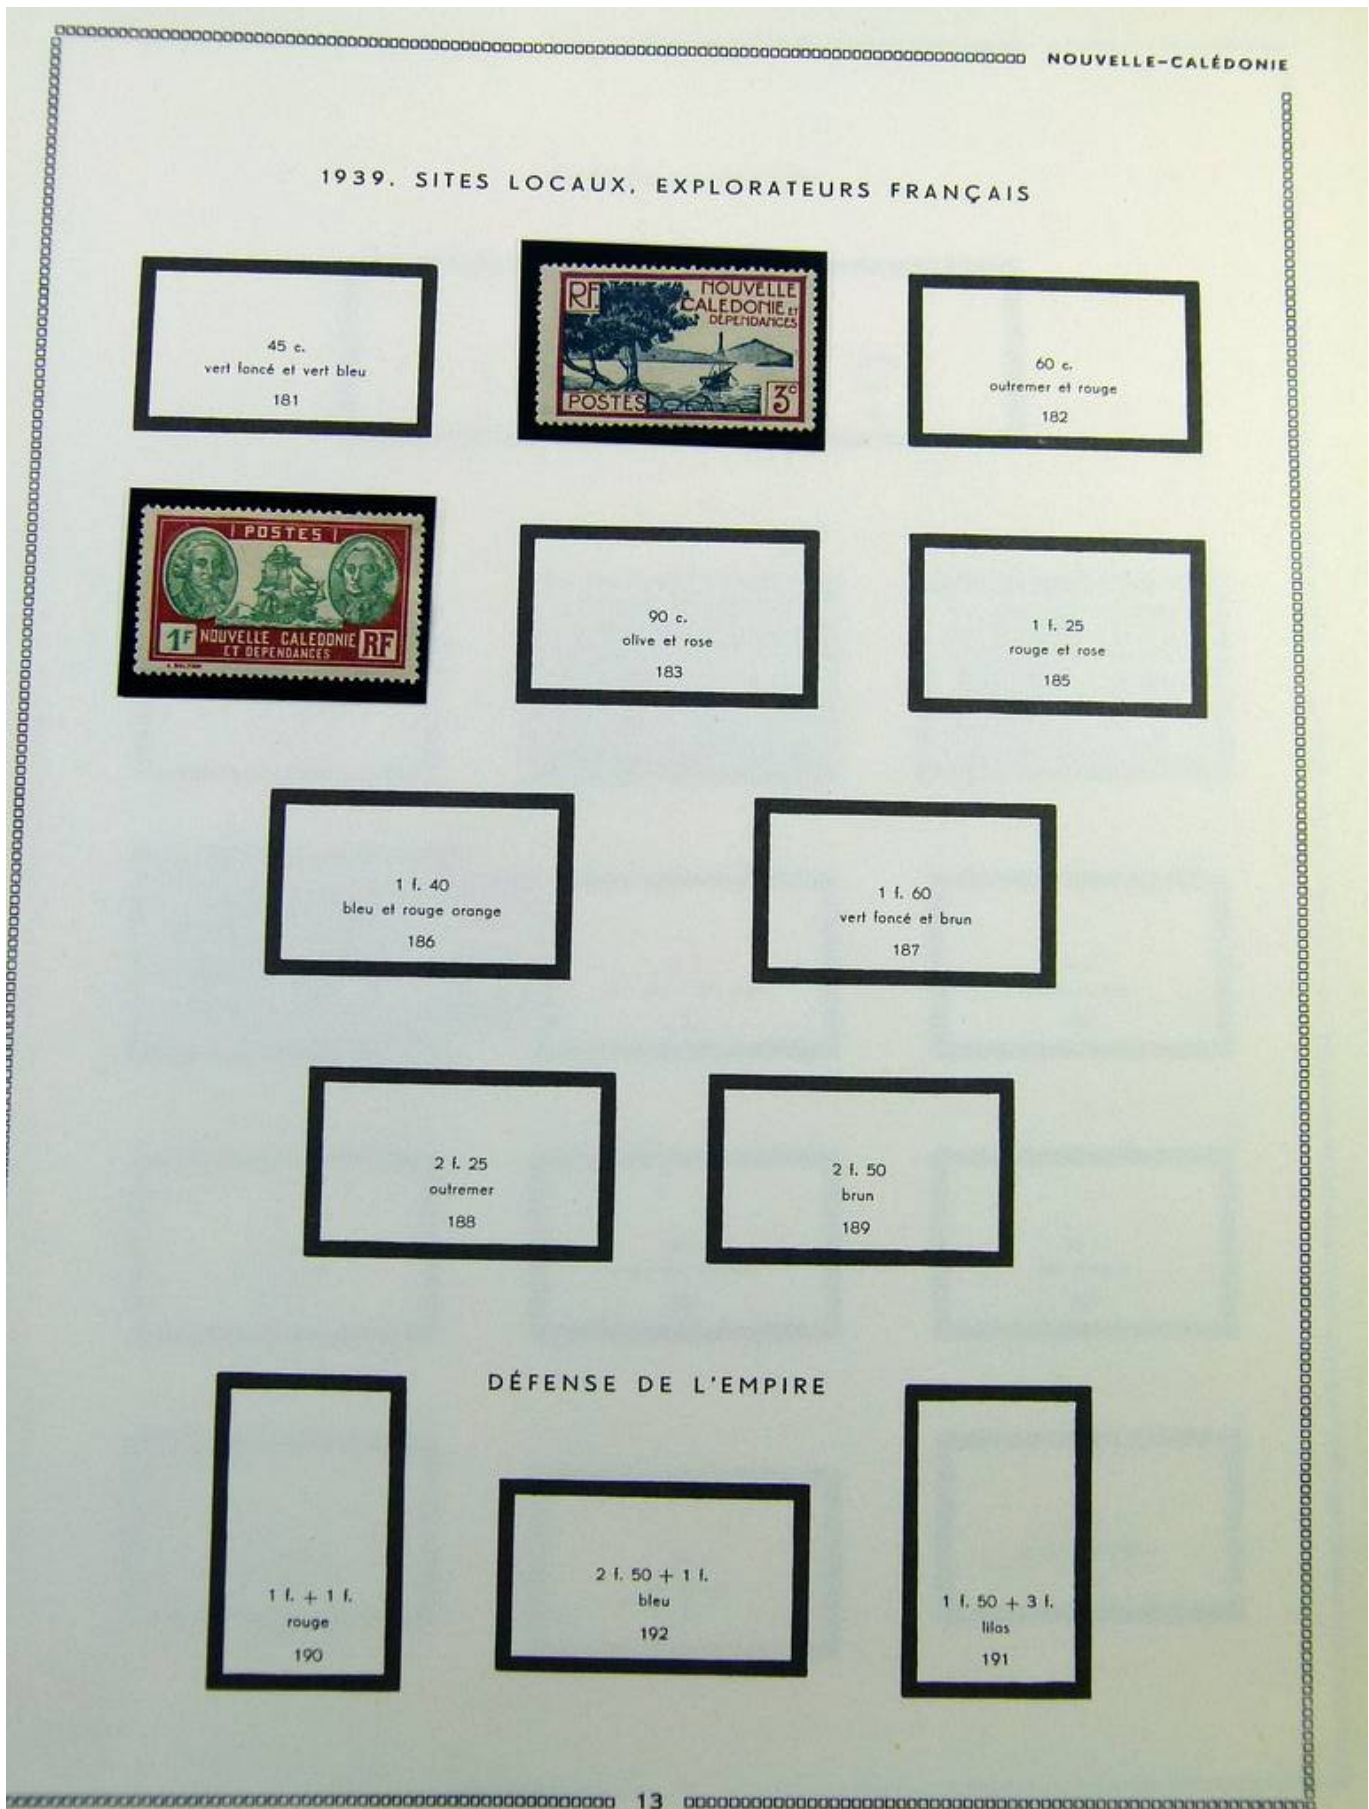 NOUVELLE-CALÉDONIE
1939. SITES LOCAUX, EXPLORATEURS FRANÇAIS
45 c.
vert foncé et vert bleu
181
RF.
NOUVELLE
CALEDONIE ET
DEPENDANCES
POSTES
3c
60 c.
outremer et rouge
182
POSTES
1F
NOUVELLE CALEDONIE
ET DEPENDANCES
RF
90 c.
olive et rose
183
1 f. 25
rouge et rose
185
1 f. 40
bleu et rouge orange
186
1 f. 60
vert foncé et brun
187
2 f. 25
outremer
188
2 f. 50
brun
189
DÉFENSE DE L'EMPIRE
1 f. + 1 f.
rouge
190
2 f. 50 + 1 f.
bleu
192
1 f. 50 + 3 f.
lilas
191
13